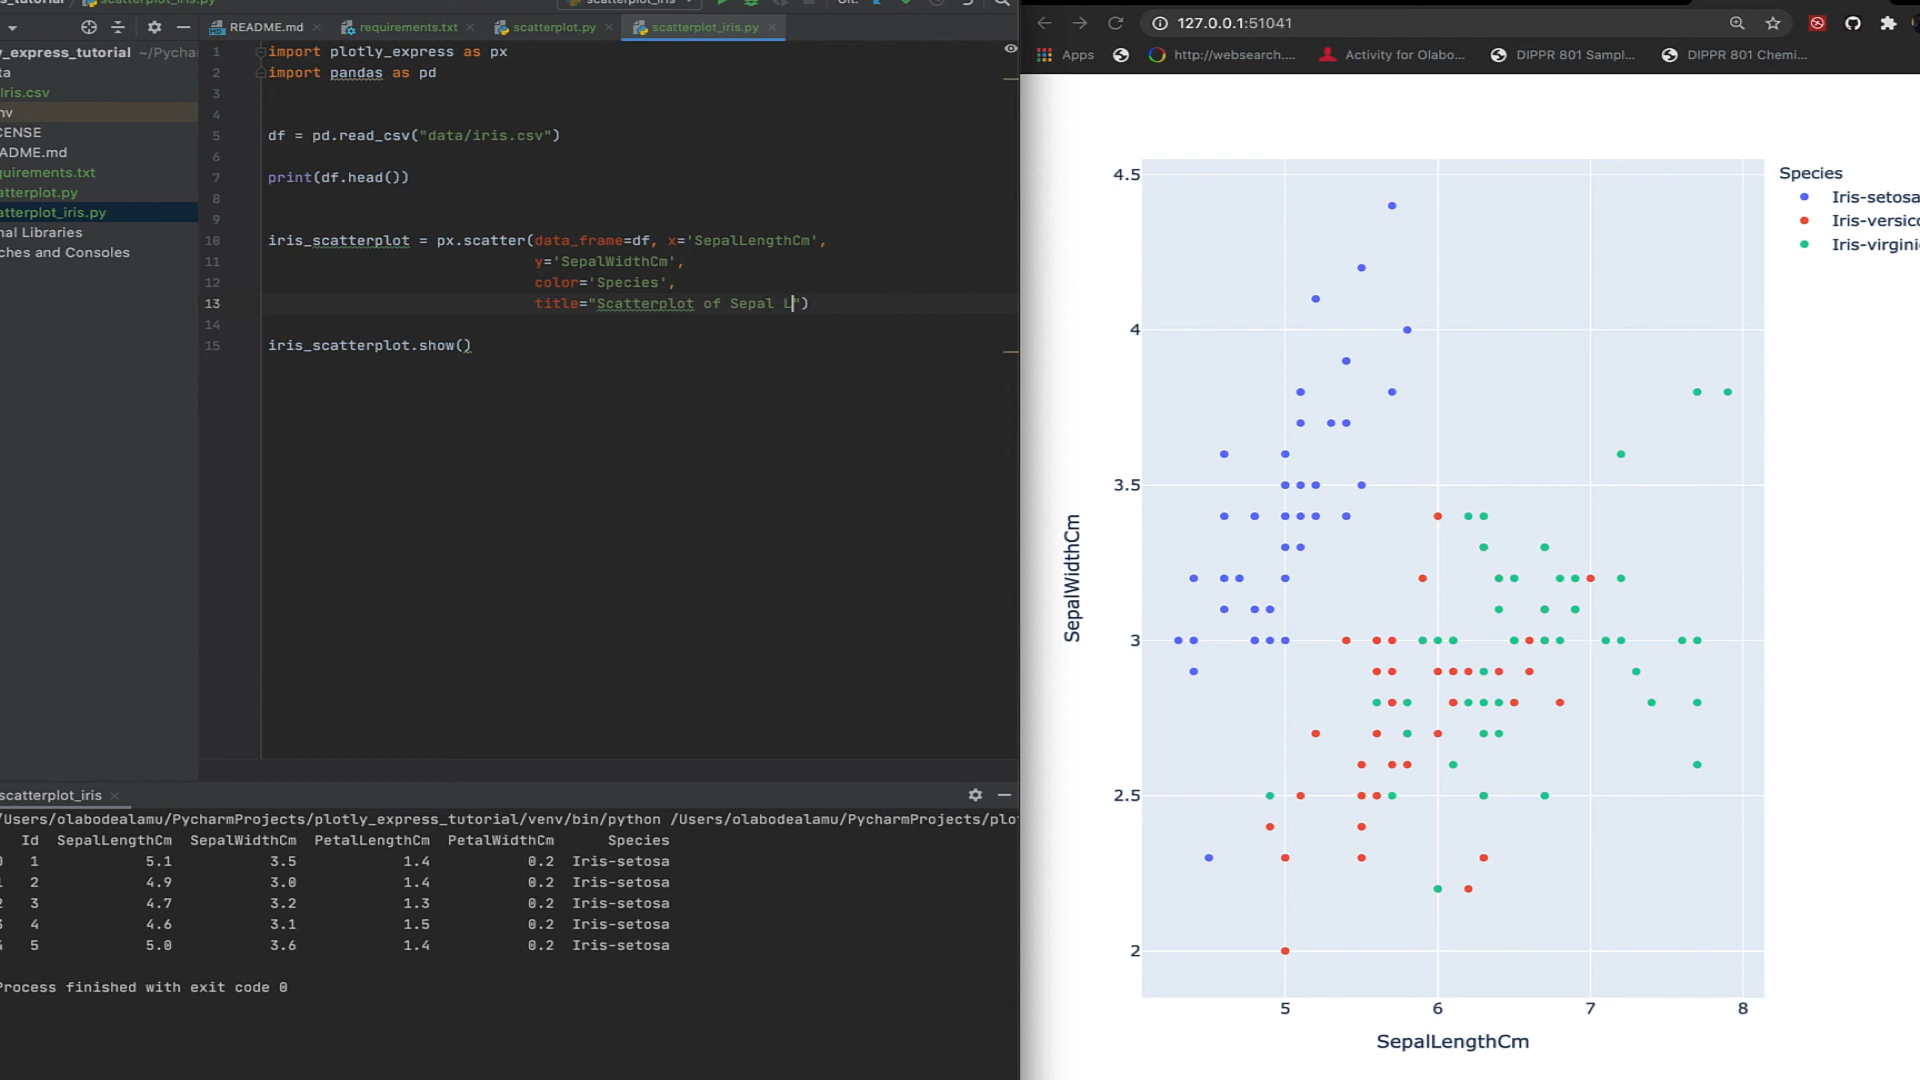 scatterplot_iris.py
scatterplot_iris
Git:
README.md
requirements.txt
scatterplot.py
scatterplot_iris.py
y_express_tutorial ~/Pychar
ta
Iris.csv
nv
CENSE
ADME.md
quirements.txt
atterplot.py
atterplot_iris.py
nal Libraries
ches and Consoles
1 import plotly_express as px
2 import pandas as pd
3
4
5 df = pd.read_csv("data/iris.csv")
6
7 print(df.head())
8
9
10 iris_scatterplot = px.scatter(data_frame=df, x='SepalLengthCm',
11 y='SepalWidthCm',
12 color='Species',
13 title="Scatterplot of Sepal L")
14
15 iris_scatterplot.show()
scatterplot_iris
/Users/olabodealamu/PycharmProjects/plotly_express_tutorial/venv/bin/python /Users/olabodealamu/PycharmProjects/plot
Id SepalLengthCm SepalWidthCm PetalLengthCm PetalWidthCm Species
0 1 5.1 3.5 1.4 0.2 Iris-setosa
1 2 4.9 3.0 1.4 0.2 Iris-setosa
2 3 4.7 3.2 1.3 0.2 Iris-setosa
3 4 4.6 3.1 1.5 0.2 Iris-setosa
4 5 5.0 3.6 1.4 0.2 Iris-setosa
Process finished with exit code 0
127.0.0.1:51041
Apps
http://websearch....
Activity for Olabo...
DIPPR 801 Sampl...
DIPPR 801 Chemi...
Species
Iris-setosa
Iris-versico
Iris-virginic
4.5
4
3.5
3
2.5
2
SepalWidthCm
5 6 7 8
SepalLengthCm